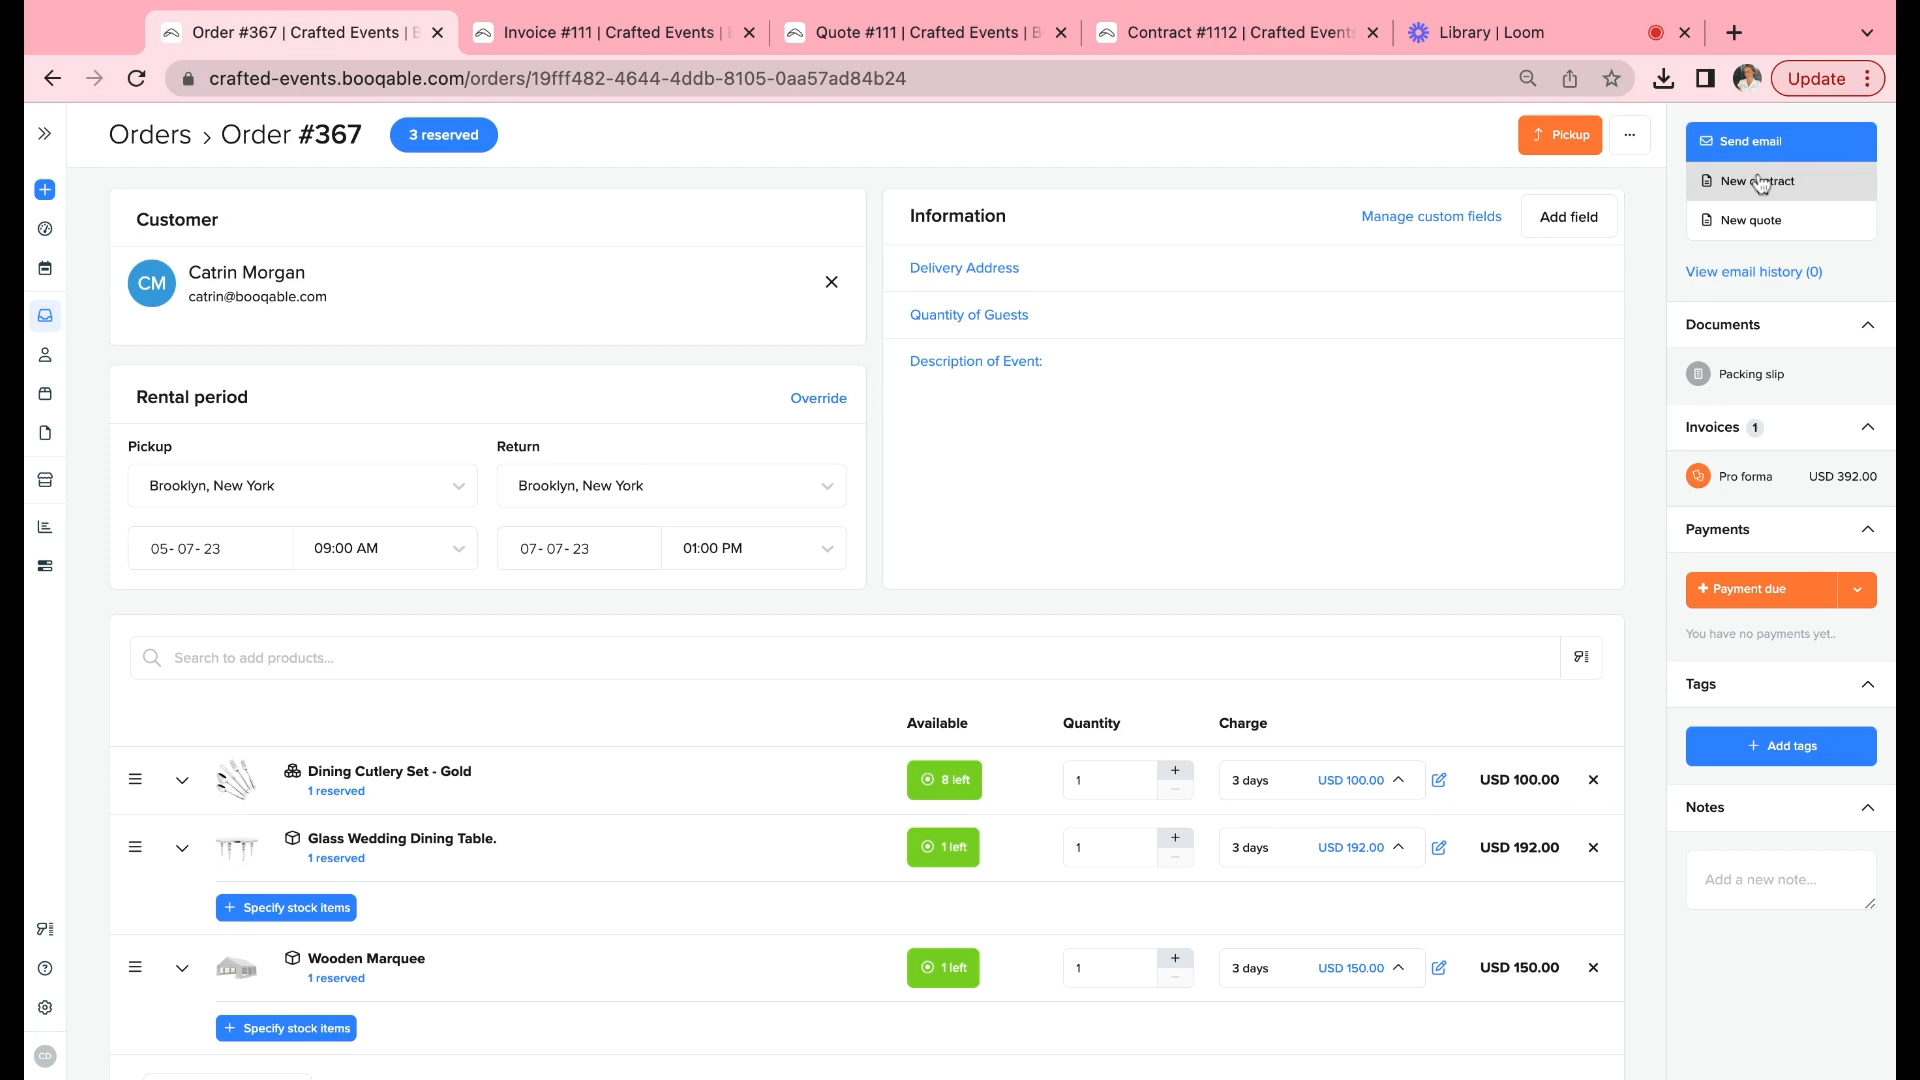 Order #367 | Crafted Events |
Invoice #111 | Crafted Events |
Quote #111 | Crafted Events |
Contract #1112 | Crafted Events
Library | Loom
crafted-events.booqable.com/orders/19fff482-4644-4ddb-8105-0aa57ad84b24
Update
Orders › Order #367
3 reserved
Pickup
Customer
CM
Catrin Morgan
catrin@booqable.com
Information
Manage custom fields
Add field
Delivery Address
Quantity of Guests
Description of Event:
Rental period
Override
Pickup
Return
Brooklyn, New York
Brooklyn, New York
05- 07- 23
09:00 AM
07- 07- 23
01:00 PM
Search to add products...
Available
Quantity
Charge
Dining Cutlery Set - Gold
1 reserved
8 left
1
3 days
USD 100.00
USD 100.00
Glass Wedding Dining Table.
1 reserved
1 left
1
3 days
USD 192.00
USD 192.00
+ Specify stock items
Wooden Marquee
1 reserved
1 left
1
3 days
USD 150.00
USD 150.00
+ Specify stock items
Send email
New contract
New quote
View email history (0)
Documents
Packing slip
Invoices 1
Pro forma
USD 392.00
Payments
+ Payment due
You have no payments yet..
Tags
+ Add tags
Notes
Add a new note...
CD